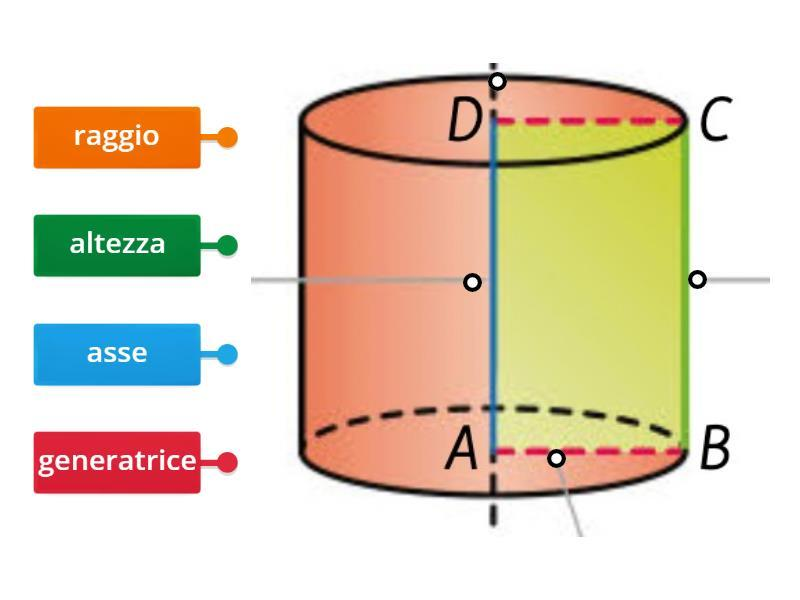 raggio
altezza
asse
generatrice
D
C
A
B